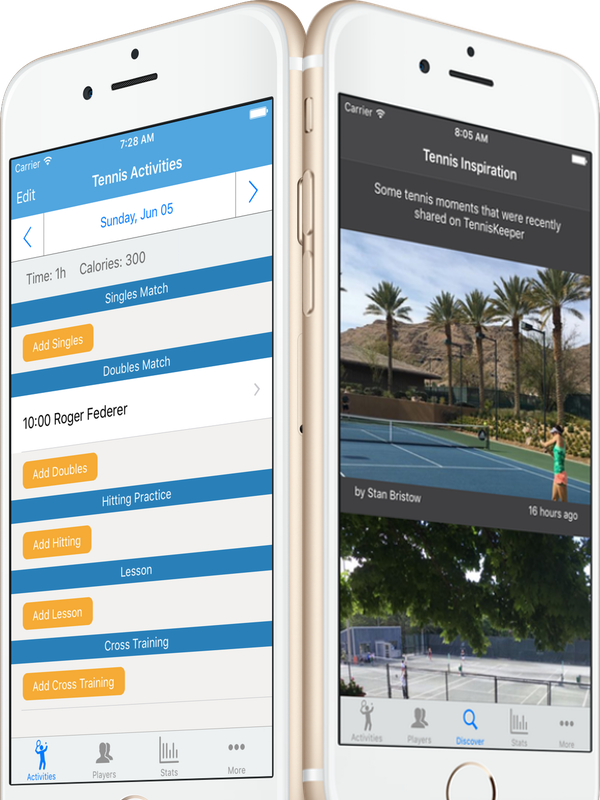 Carrier
7:28 AM
Edit
Tennis Activities
Sunday, Jun 05
Time: 1h Calories: 300
Singles Match
Add Singles
Doubles Match
10:00 Roger Federer
Add Doubles
Hitting Practice
Add Hitting
Lesson
Add Lesson
Cross Training
Add Cross Training
Activities
Players
Stats
More
Carrier
8:05 AM
Tennis Inspiration
Some tennis moments that were recently
shared on TennisKeeper
by Stan Bristow
16 hours ago
Activities
Players
Discover
Stats
More